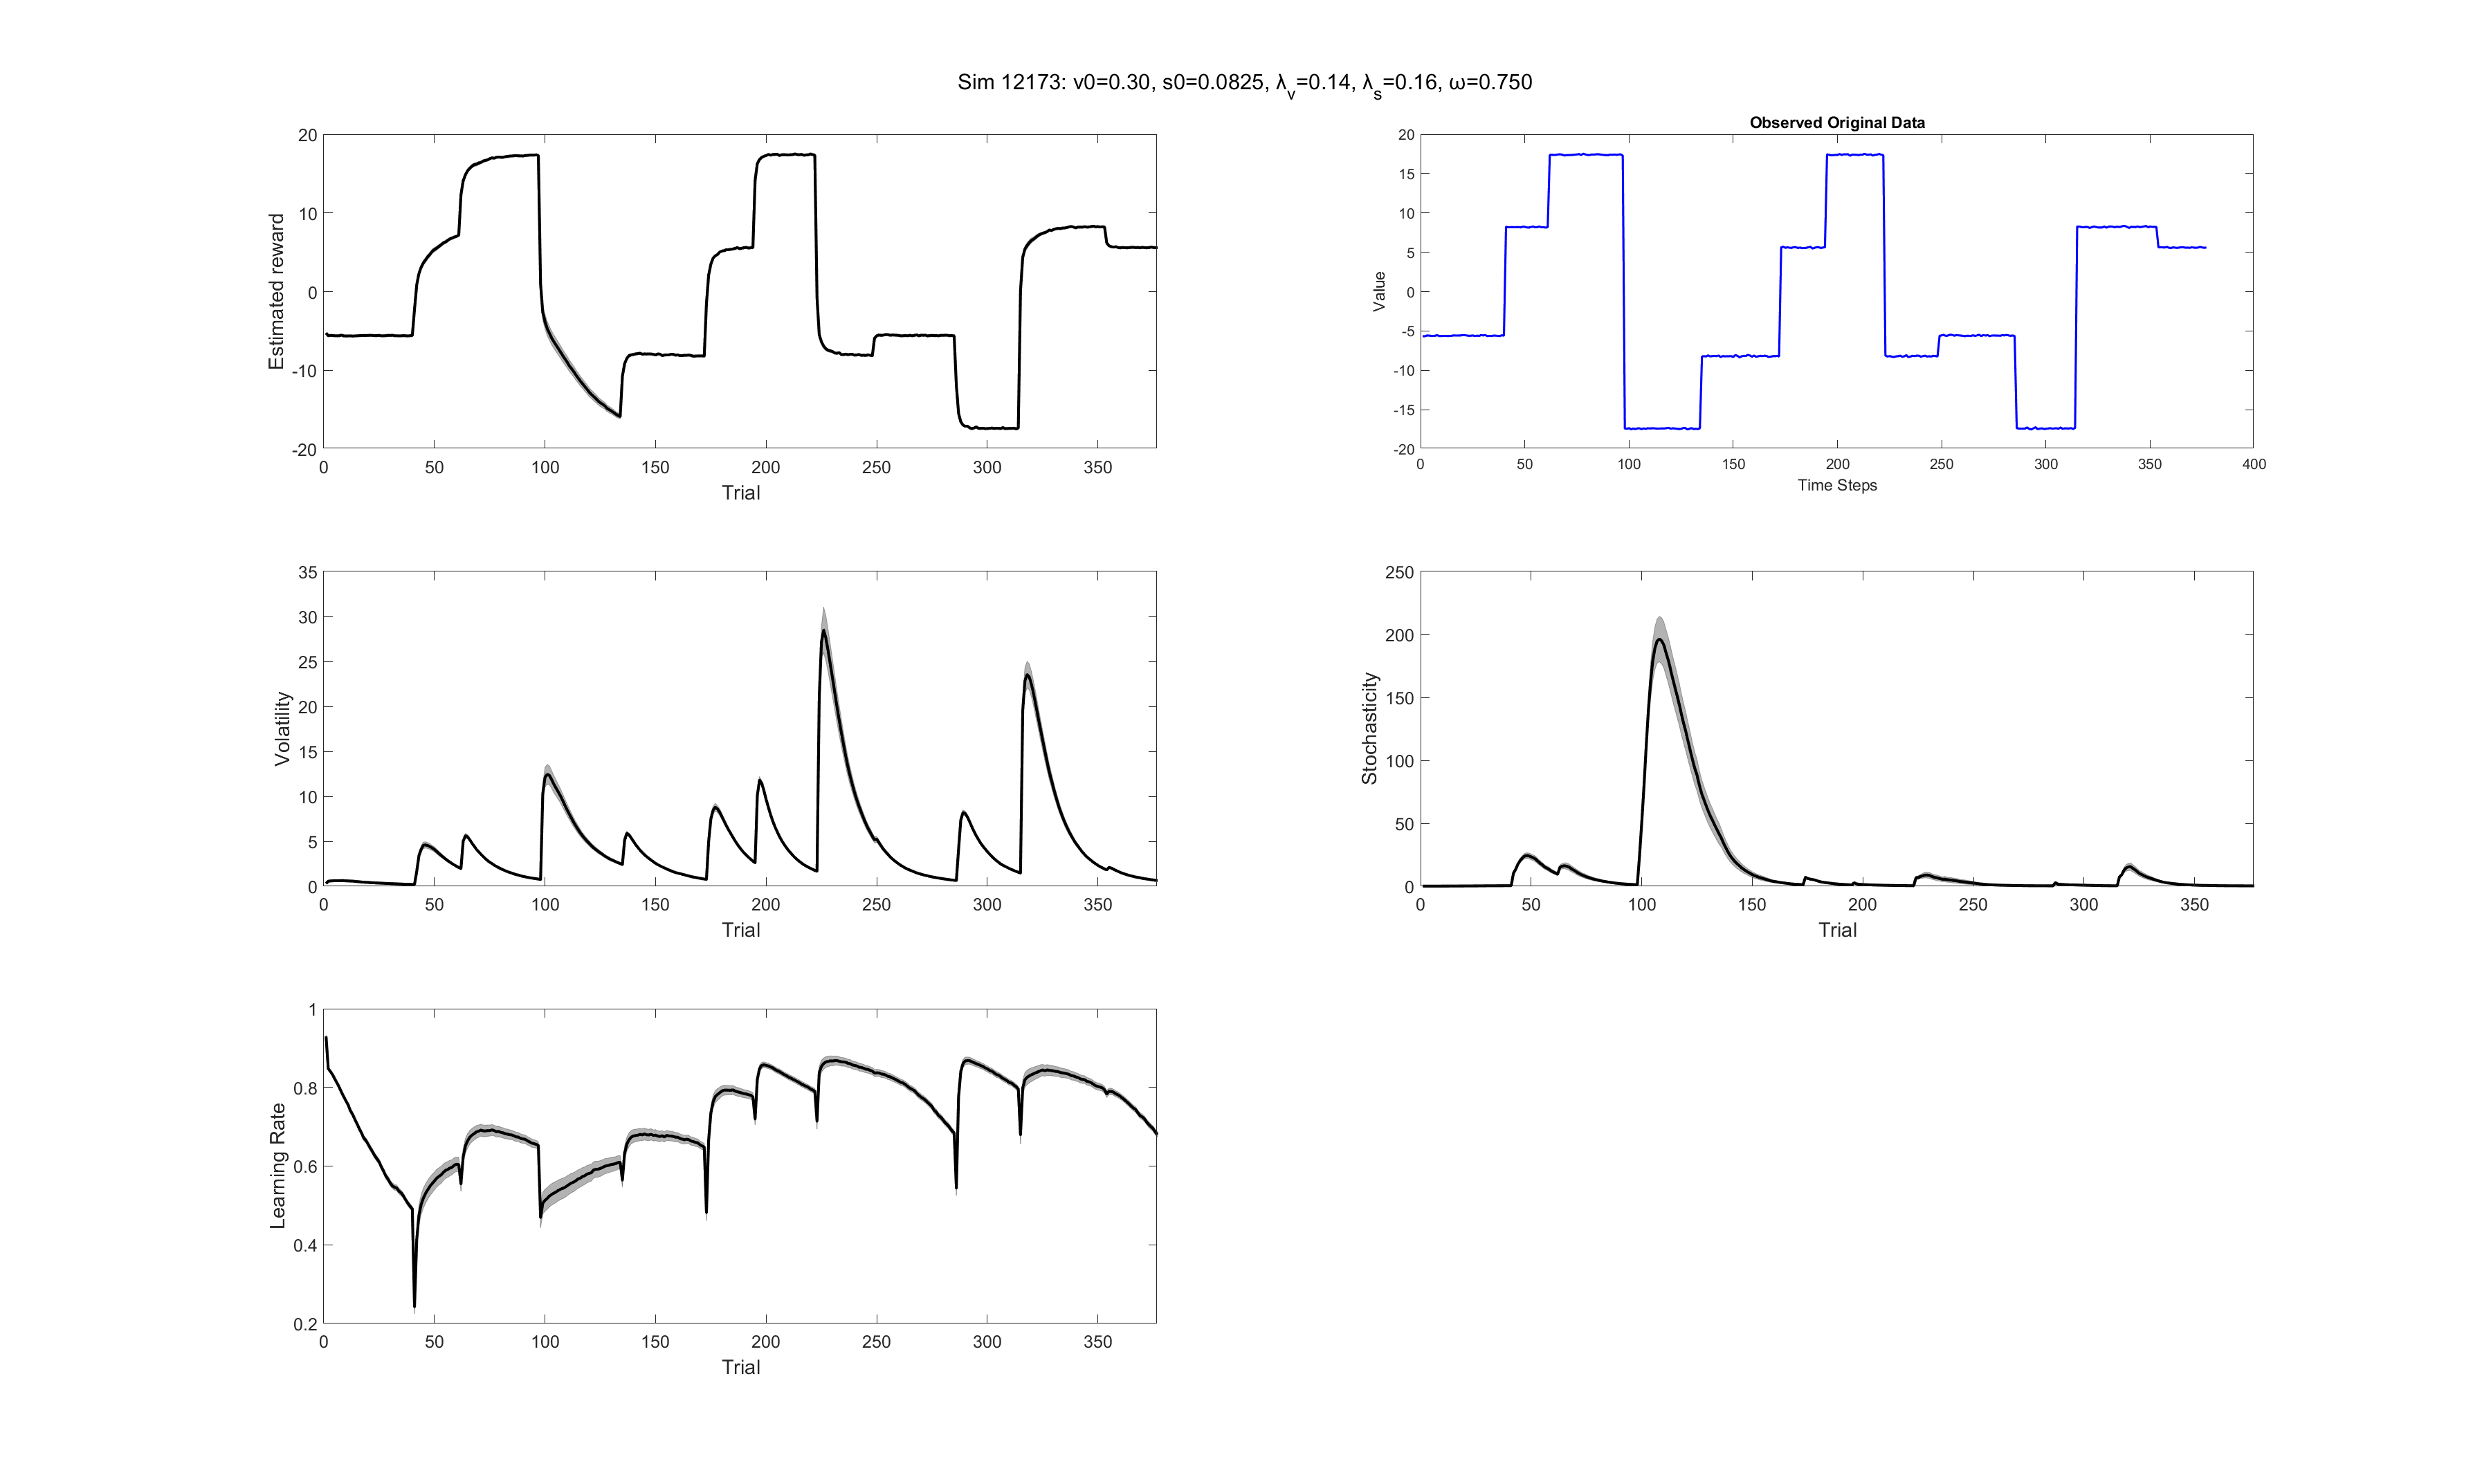 Sim 12173: v0=0.30, s0=0.0825, λv=0.14, λs=0.16, ω=0.750
Estimated reward
20
10
0
-10
-20
0 50 100 150 200 250 300 350
Trial
Observed Original Data
Value
20
15
10
5
0
-5
-10
-15
-20
0 50 100 150 200 250 300 350 400
Time Steps
Volatility
35
30
25
20
15
10
5
0
0 50 100 150 200 250 300 350
Trial
Stochasticity
250
200
150
100
50
0
0 50 100 150 200 250 300 350
Trial
Learning Rate
1
0.8
0.6
0.4
0.2
0 50 100 150 200 250 300 350
Trial